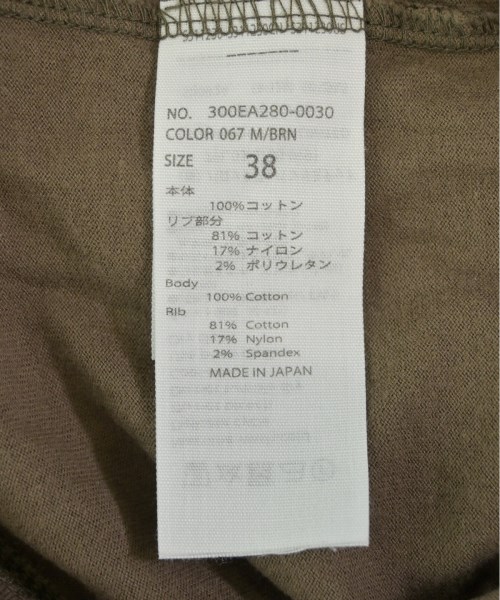 NO. 300EA280-0030
COLOR 067 M/BRN
SIZE 38
本体
100% コットン
リブ部分
81% コットン
17% ナイロン
2% ポリウレタン
Body
100% Cotton
Rib
81% Cotton
17% Nylon
2% Spandex
MADE IN JAPAN